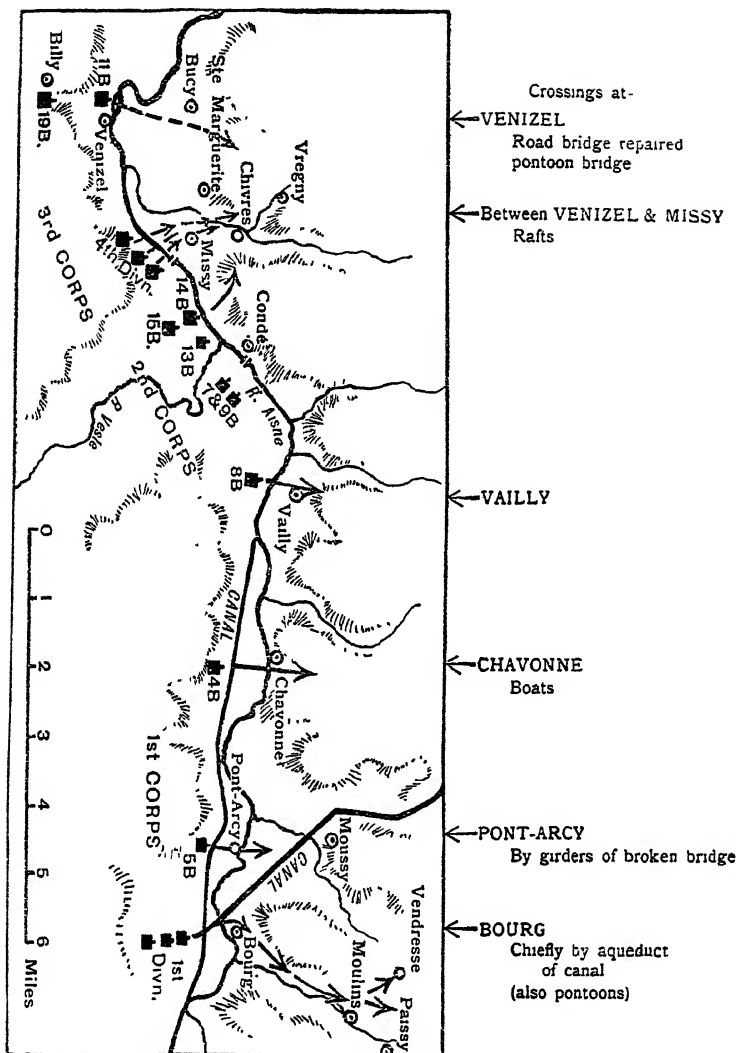 Crossings at-
VENIZEL
Road bridge repaired
pontoon bridge
Between VENIZEL & MISSY
Rafts
VAILLY
CHAVONNE
Boats
PONT-ARCY
By girders of broken bridge
BOURG
Chiefly by aqueduct
of canal
(also pontoons)
Billy
19B.
11B
Venizel
Bucy
Ste Marguerite
Chivres
Vregny
Missy
4th Divn.
3rd CORPS
14B
15B.
13B
Condé
7&9B
R. Aisne
2nd CORPS
R. Vesle
8B
Vailly
CANAL
4B
Chavonne
1st CORPS
Pont-Arcy
5B
Moussy
CANAL
1st
Divn.
Bourg
Moulins
Vendresse
Paissy
0 1 2 3 4 5 6 Miles